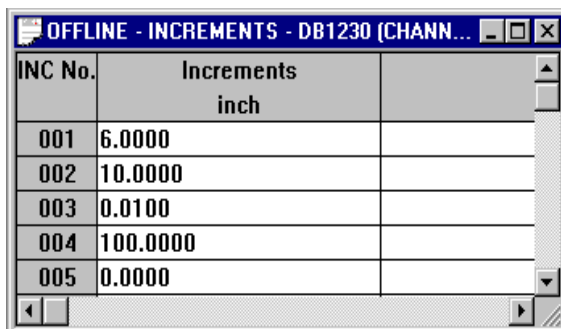 OFFLINE - INCREMENTS - DB1230 (CHANN...
INC No. Increments
inch
001 6.0000
002 10.0000
003 0.0100
004 100.0000
005 0.0000